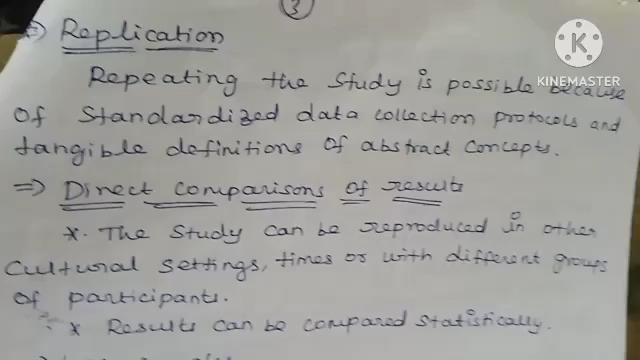 3
=> Replication
Repeating the study is possible because
of standardized data collection protocols and
tangible definitions of abstract concepts.
=> Direct comparisons of results
*. The study can be reproduced in other
cultural settings, times or with different groups
of participants.
* Results can be compared statistically.
K
KINEMASTER